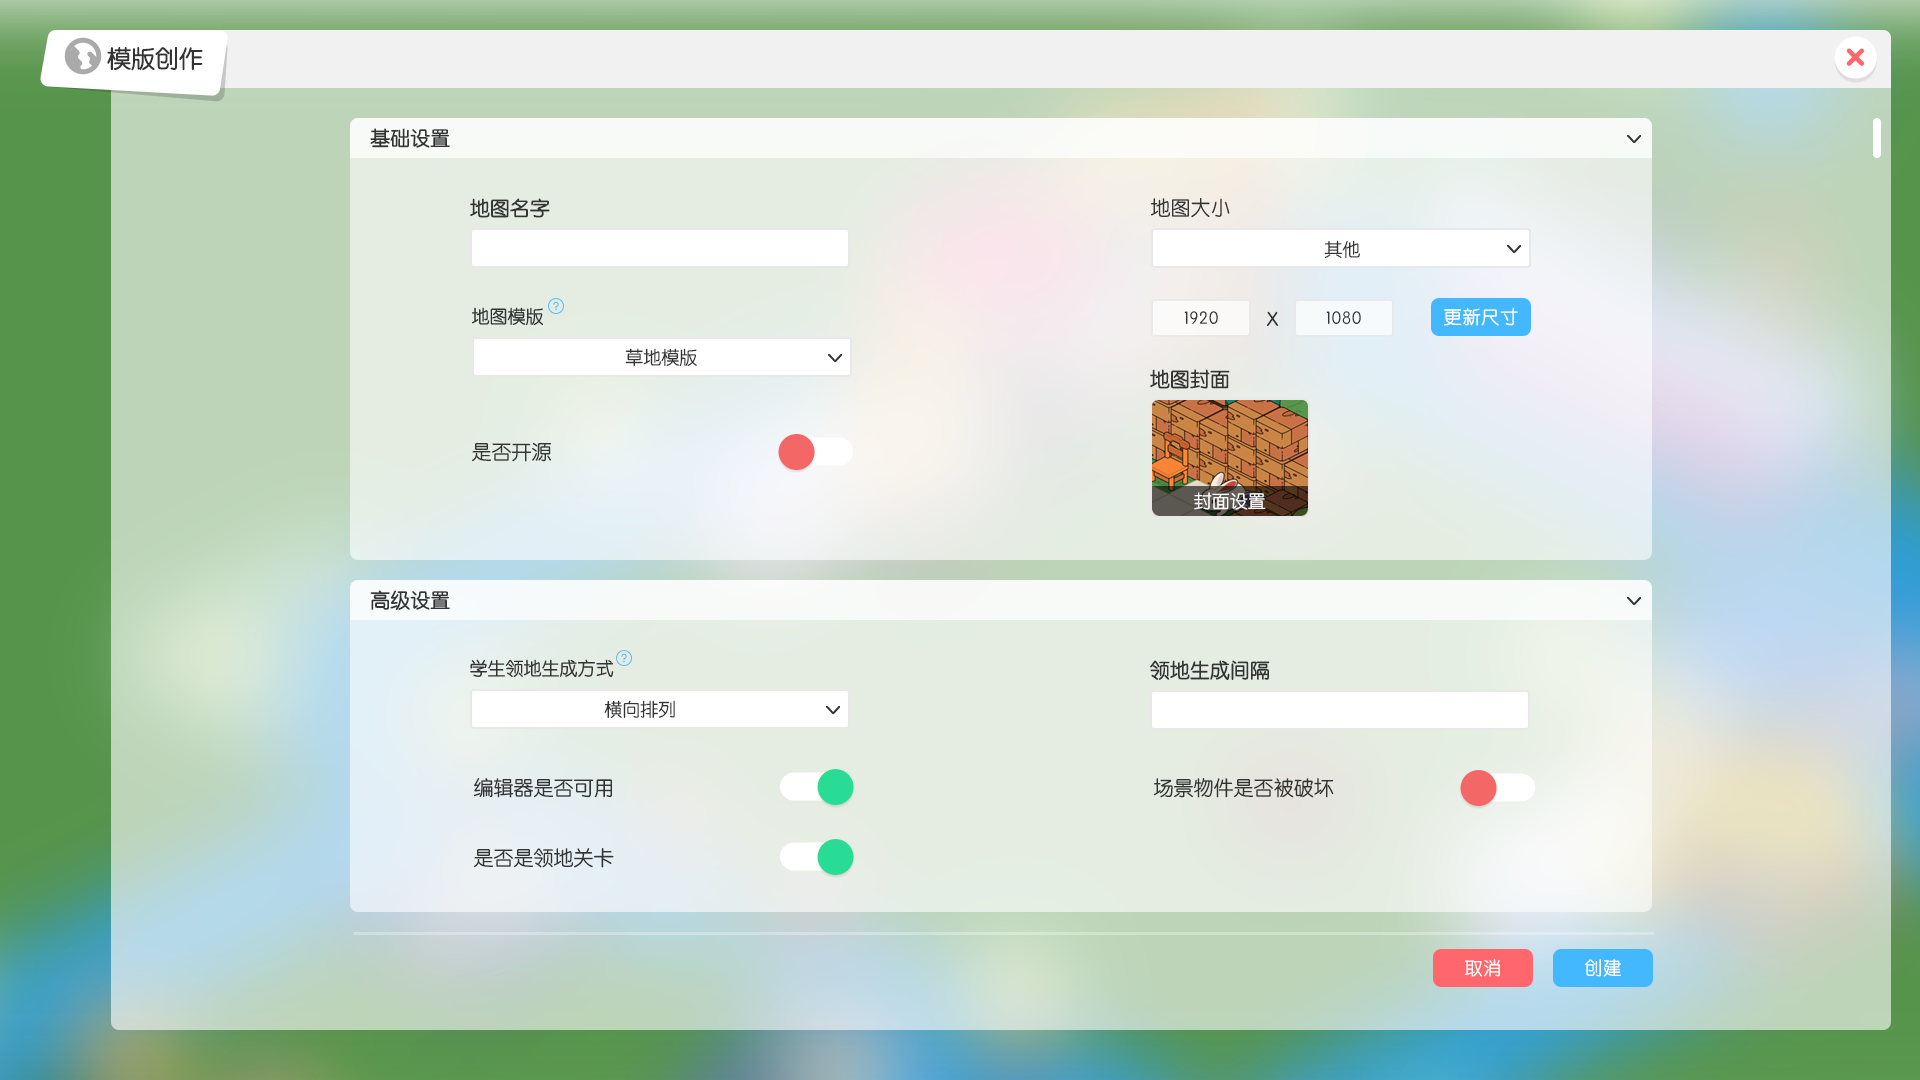 模版创作
基础设置
地图名字
地图大小
其他
地图模版 ?
1920 X 1080 更新尺寸
草地模版
地图封面
是否开源
封面设置
高级设置
学生领地生成方式 ?
领地生成间隔
横向排列
编辑器是否可用
场景物件是否被破坏
是否是领地关卡
取消 创建